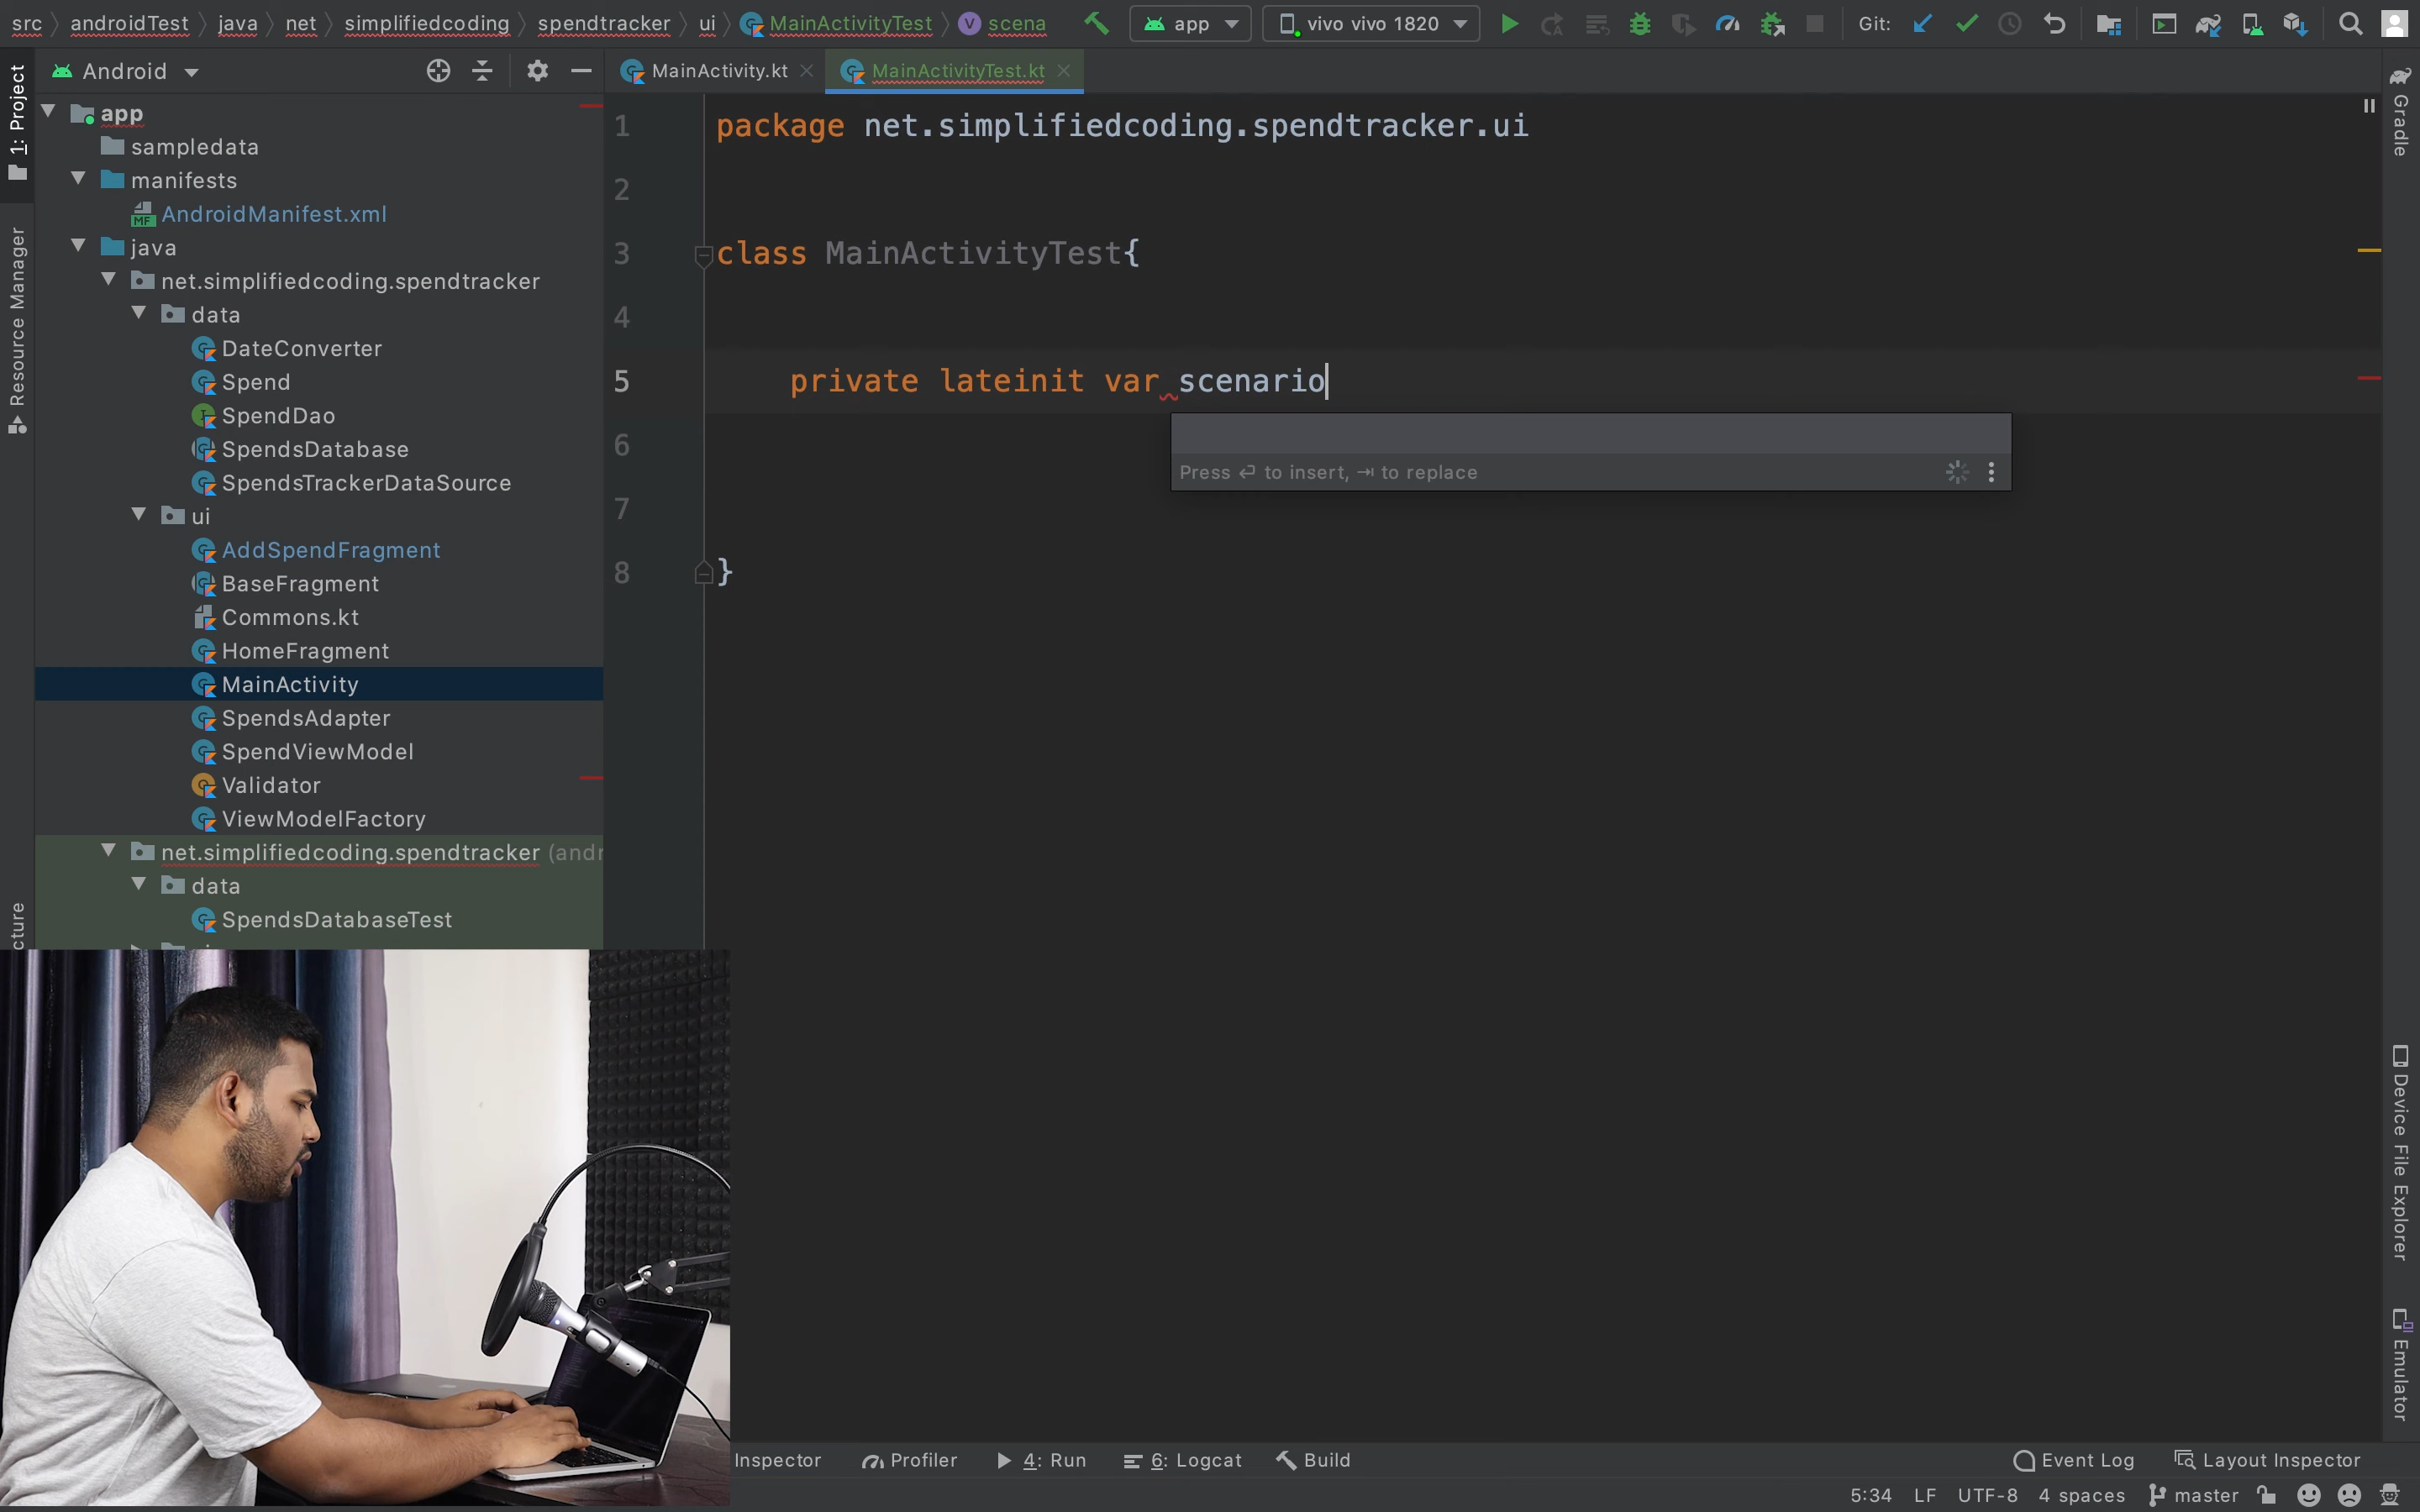 src androidTest java net simplifiedcoding spendtracker ui MainActivityTest V scena app vivo vivo 1820 Git:
Android MainActivity.kt MainActivityTest.kt
1: Project
Resource Manager
cture
app
sampledata
manifests
MF AndroidManifest.xml
java
net.simplifiedcoding.spendtracker
data
DateConverter
Spend
SpendDao
SpendsDatabase
SpendsTrackerDataSource
ui
AddSpendFragment
BaseFragment
Commons.kt
HomeFragment
MainActivity
SpendsAdapter
SpendViewModel
Validator
ViewModelFactory
net.simplifiedcoding.spendtracker (andr
data
SpendsDatabaseTest
1 package net.simplifiedcoding.spendtracker.ui
2
3 class MainActivityTest{
4
5 private lateinit var scenario
Press ↩ to insert, ⇥ to replace
6
7
8 }
Gradle
Device File Explorer
Emulator
Inspector Profiler 4: Run 6: Logcat Build Event Log Layout Inspector
5:34 LF UTF-8 4 spaces master